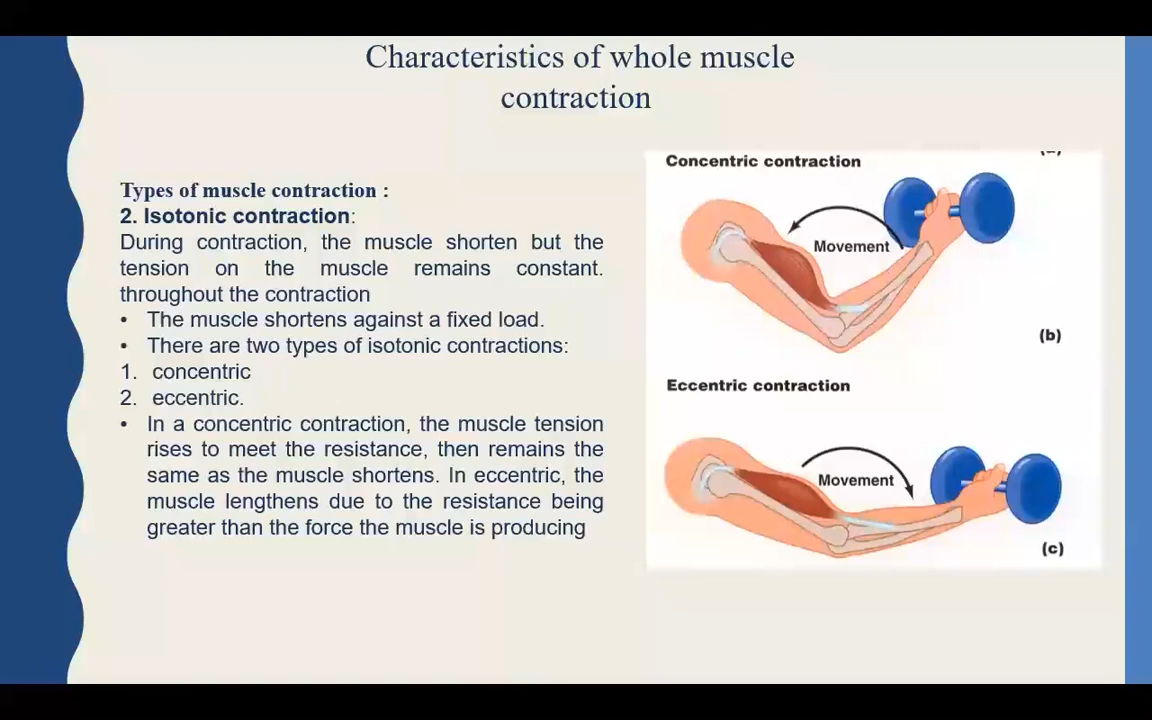 Characteristics of whole muscle
contraction
Types of muscle contraction :
2. Isotonic contraction:
During contraction, the muscle shorten but the
tension on the muscle remains constant.
throughout the contraction
• The muscle shortens against a fixed load.
• There are two types of isotonic contractions:
1. concentric
2. eccentric.
• In a concentric contraction, the muscle tension
rises to meet the resistance, then remains the
same as the muscle shortens. In eccentric, the
muscle lengthens due to the resistance being
greater than the force the muscle is producing
Concentric contraction
Movement
(b)
Eccentric contraction
Movement
(c)